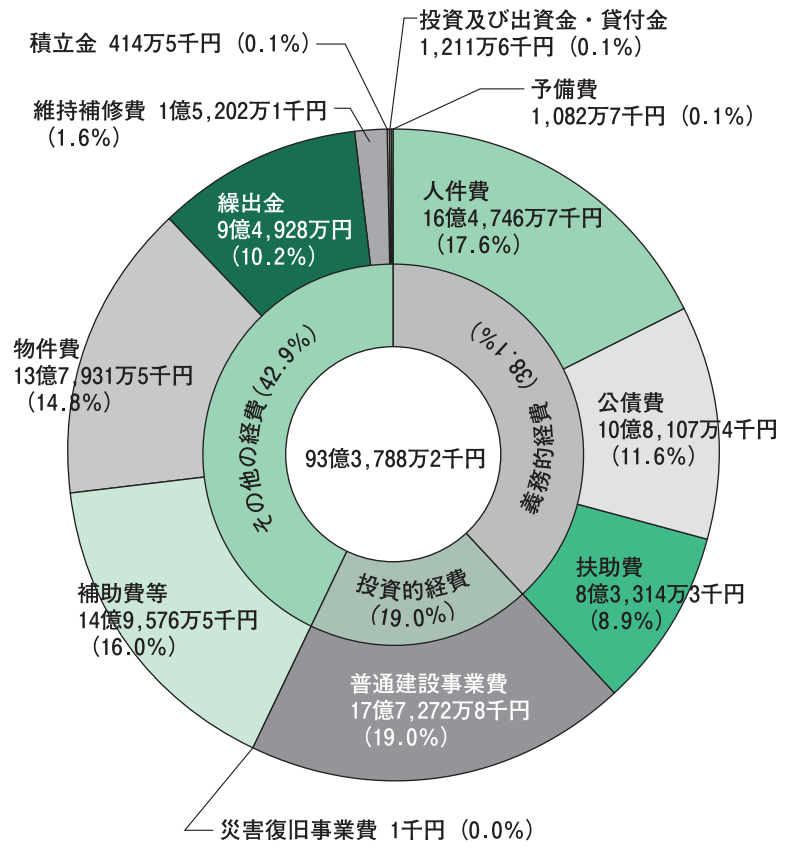 投資及び出資金・貸付金
1,211万6千円(0.1%)
積立金 414万5千円(0.1%)
予備費
1,082万7千円(0.1%)
維持補修費 1億5,202万1千円
(1.6%)
人件費
16億4,746万7千円
(17.6%)
繰出金
9億4,928万円
(10.2%)
物件費
13億7,931万5千円
(14.8%)
公債費
10億8,107万4千円
(11.6%)
その他の経費(42.9%)
義務的経費(38.1%)
93億3,788万2千円
投資的経費
(19.0%)
扶助費
8億3,314万3千円
(8.9%)
補助費等
14億9,576万5千円
(16.0%)
普通建設事業費
17億7,272万8千円
(19.0%)
災害復旧事業費 1千円(0.0%)